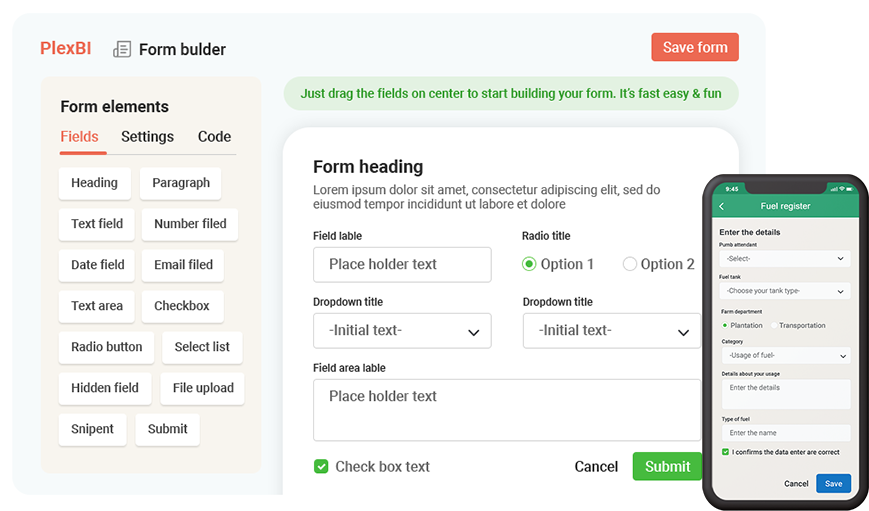 PlexBI
Form bulder
Save form
Form elements
Fields
Settings
Code
Heading
Paragraph
Text field
Number filed
Date field
Email filed
Text area
Checkbox
Radio button
Select list
Hidden field
File upload
Snipent
Submit
Just drag the fields on center to start building your form. It's fast easy & fun
Form heading
Lorem ipsum dolor sit amet, consectetur adipiscing elit, sed do
eiusmod tempor incididunt ut labore et dolore
Field lable
Place holder text
Radio title
Option 1
Option 2
Dropdown title
-Initial text-
Dropdown title
-Initial text-
Field area lable
Place holder text
Check box text
Cancel
Submit
9:45
Fuel register
Enter the details
Pumb attendant
-Select-
Fuel tank
-Choose your tank type-
Farm department
Plantation
Transportation
Category
-Usage of fuel-
Details about your usage
Enter the details
Type of fuel
Enter the name
I confirms the data enter are correct
Cancel
Save